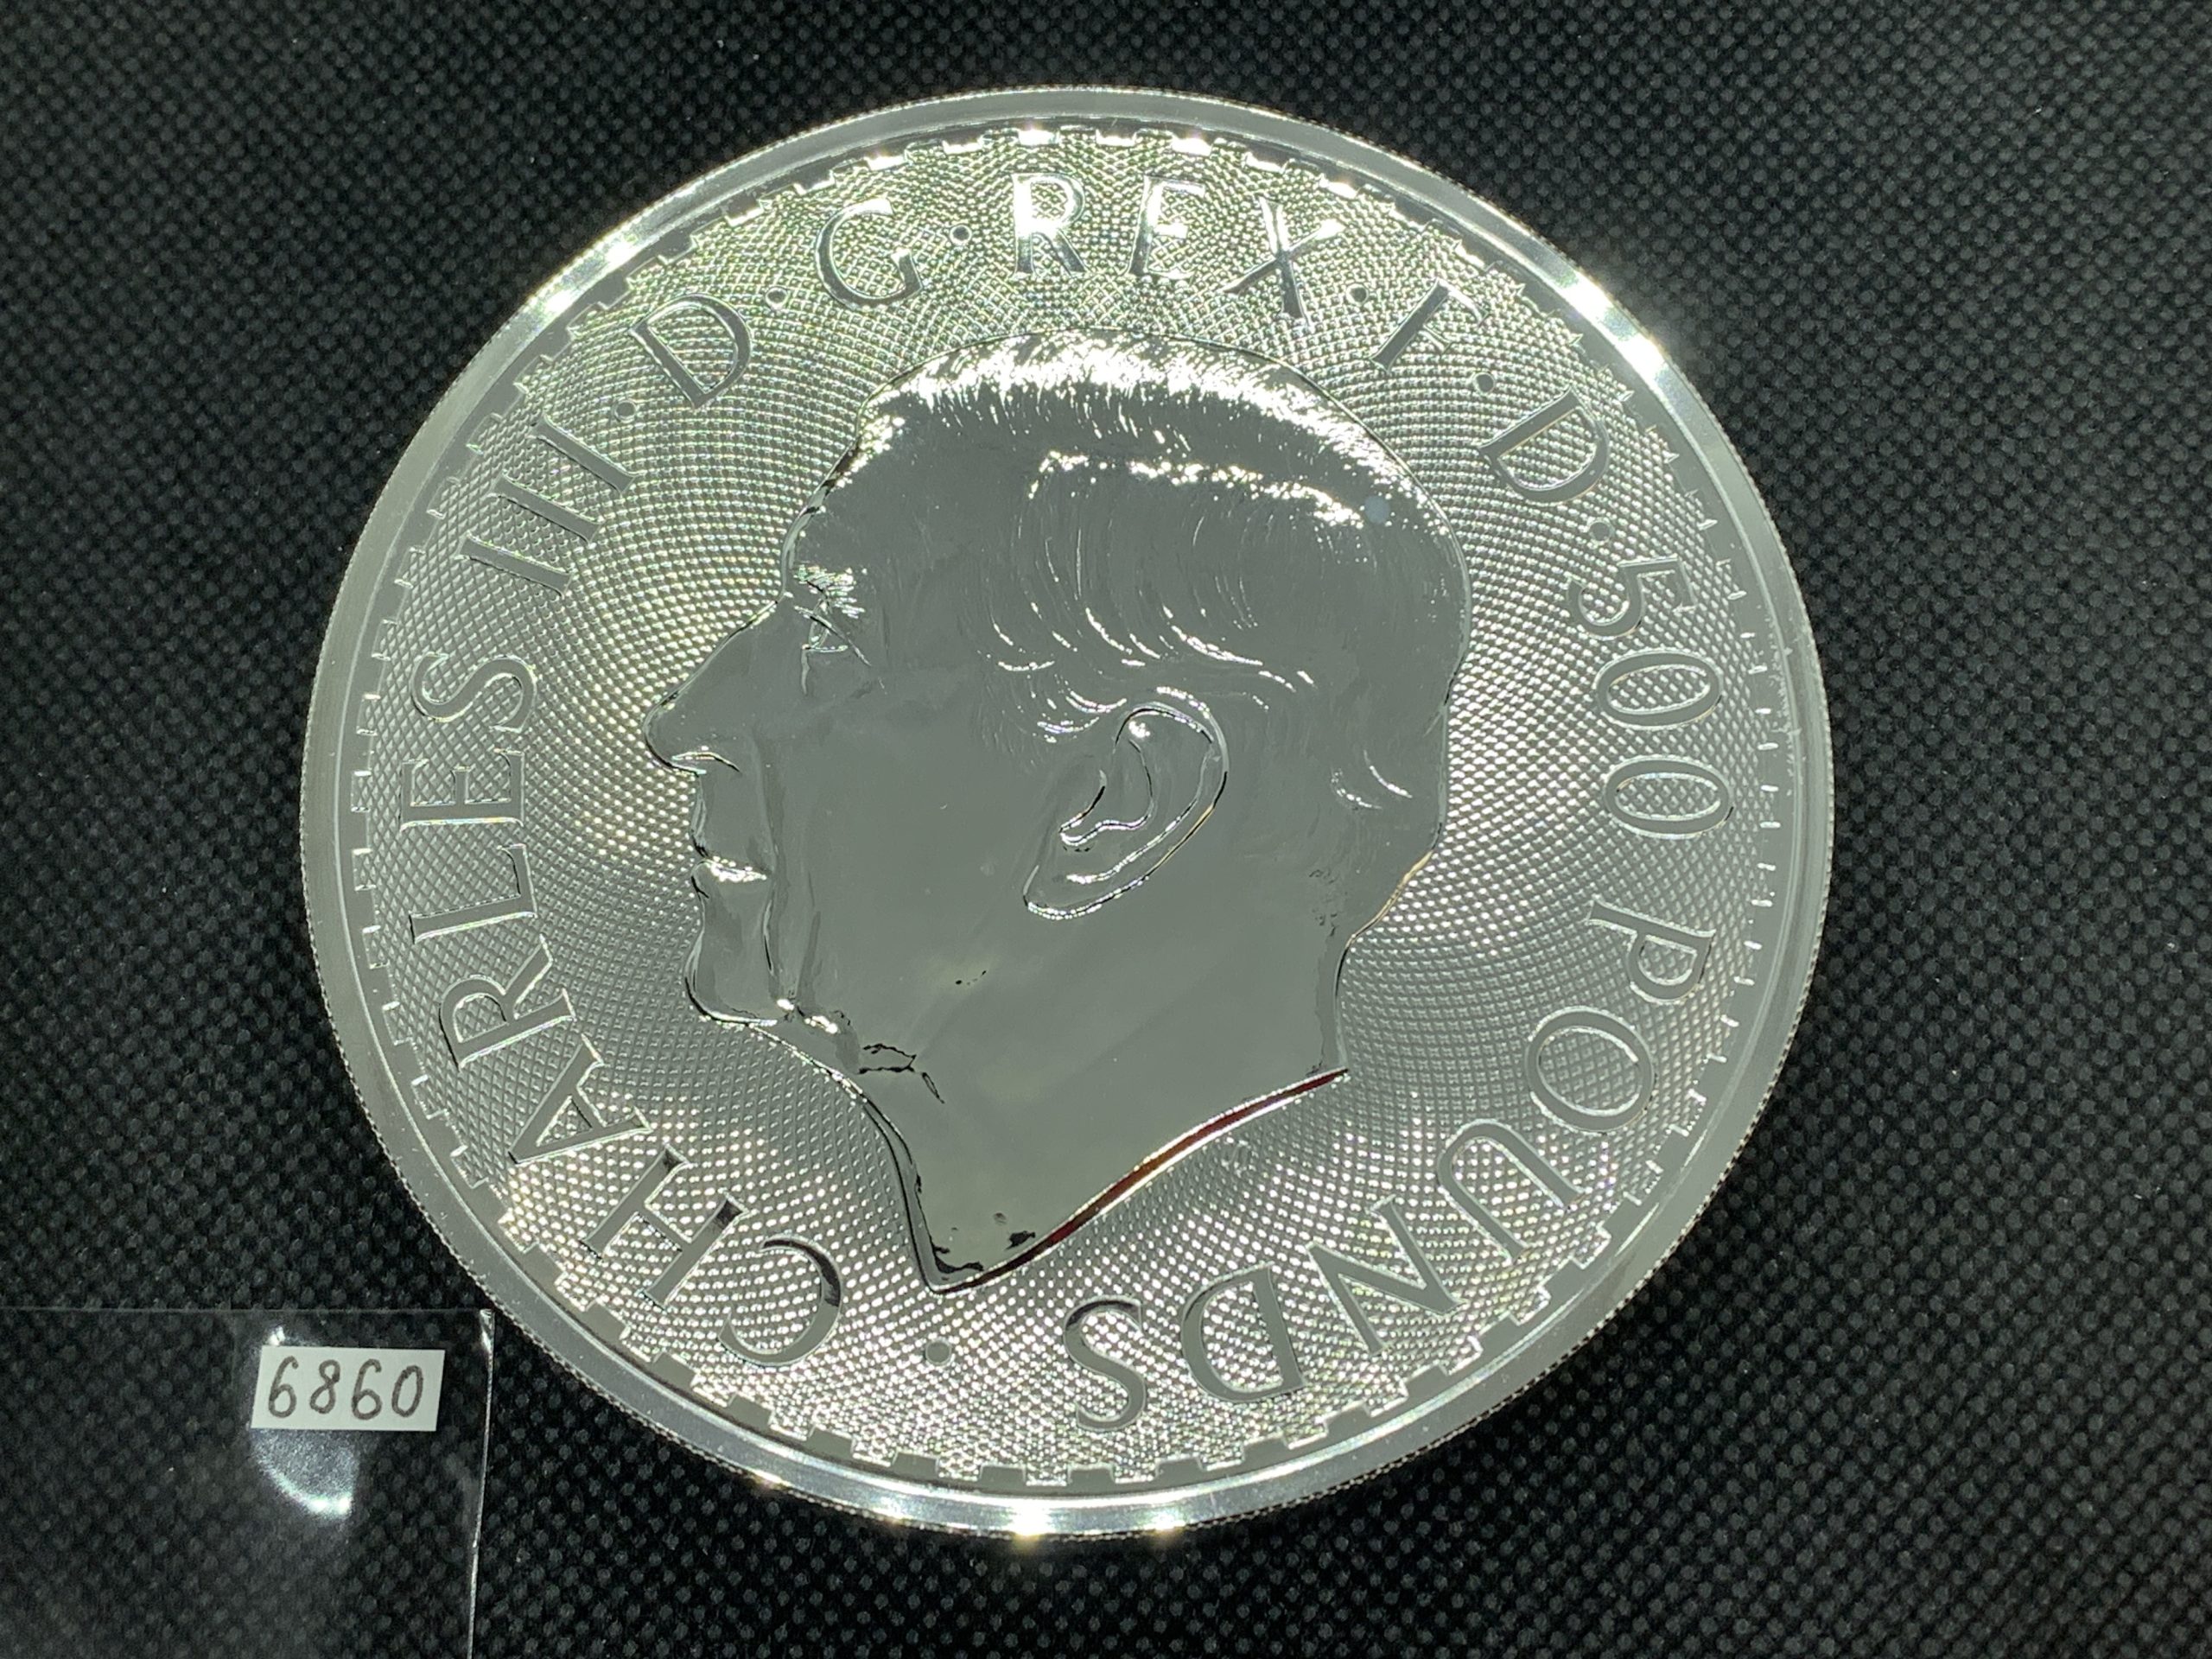 · CHARLES III · D · G · REX · F · D · 500 POUNDS
6860